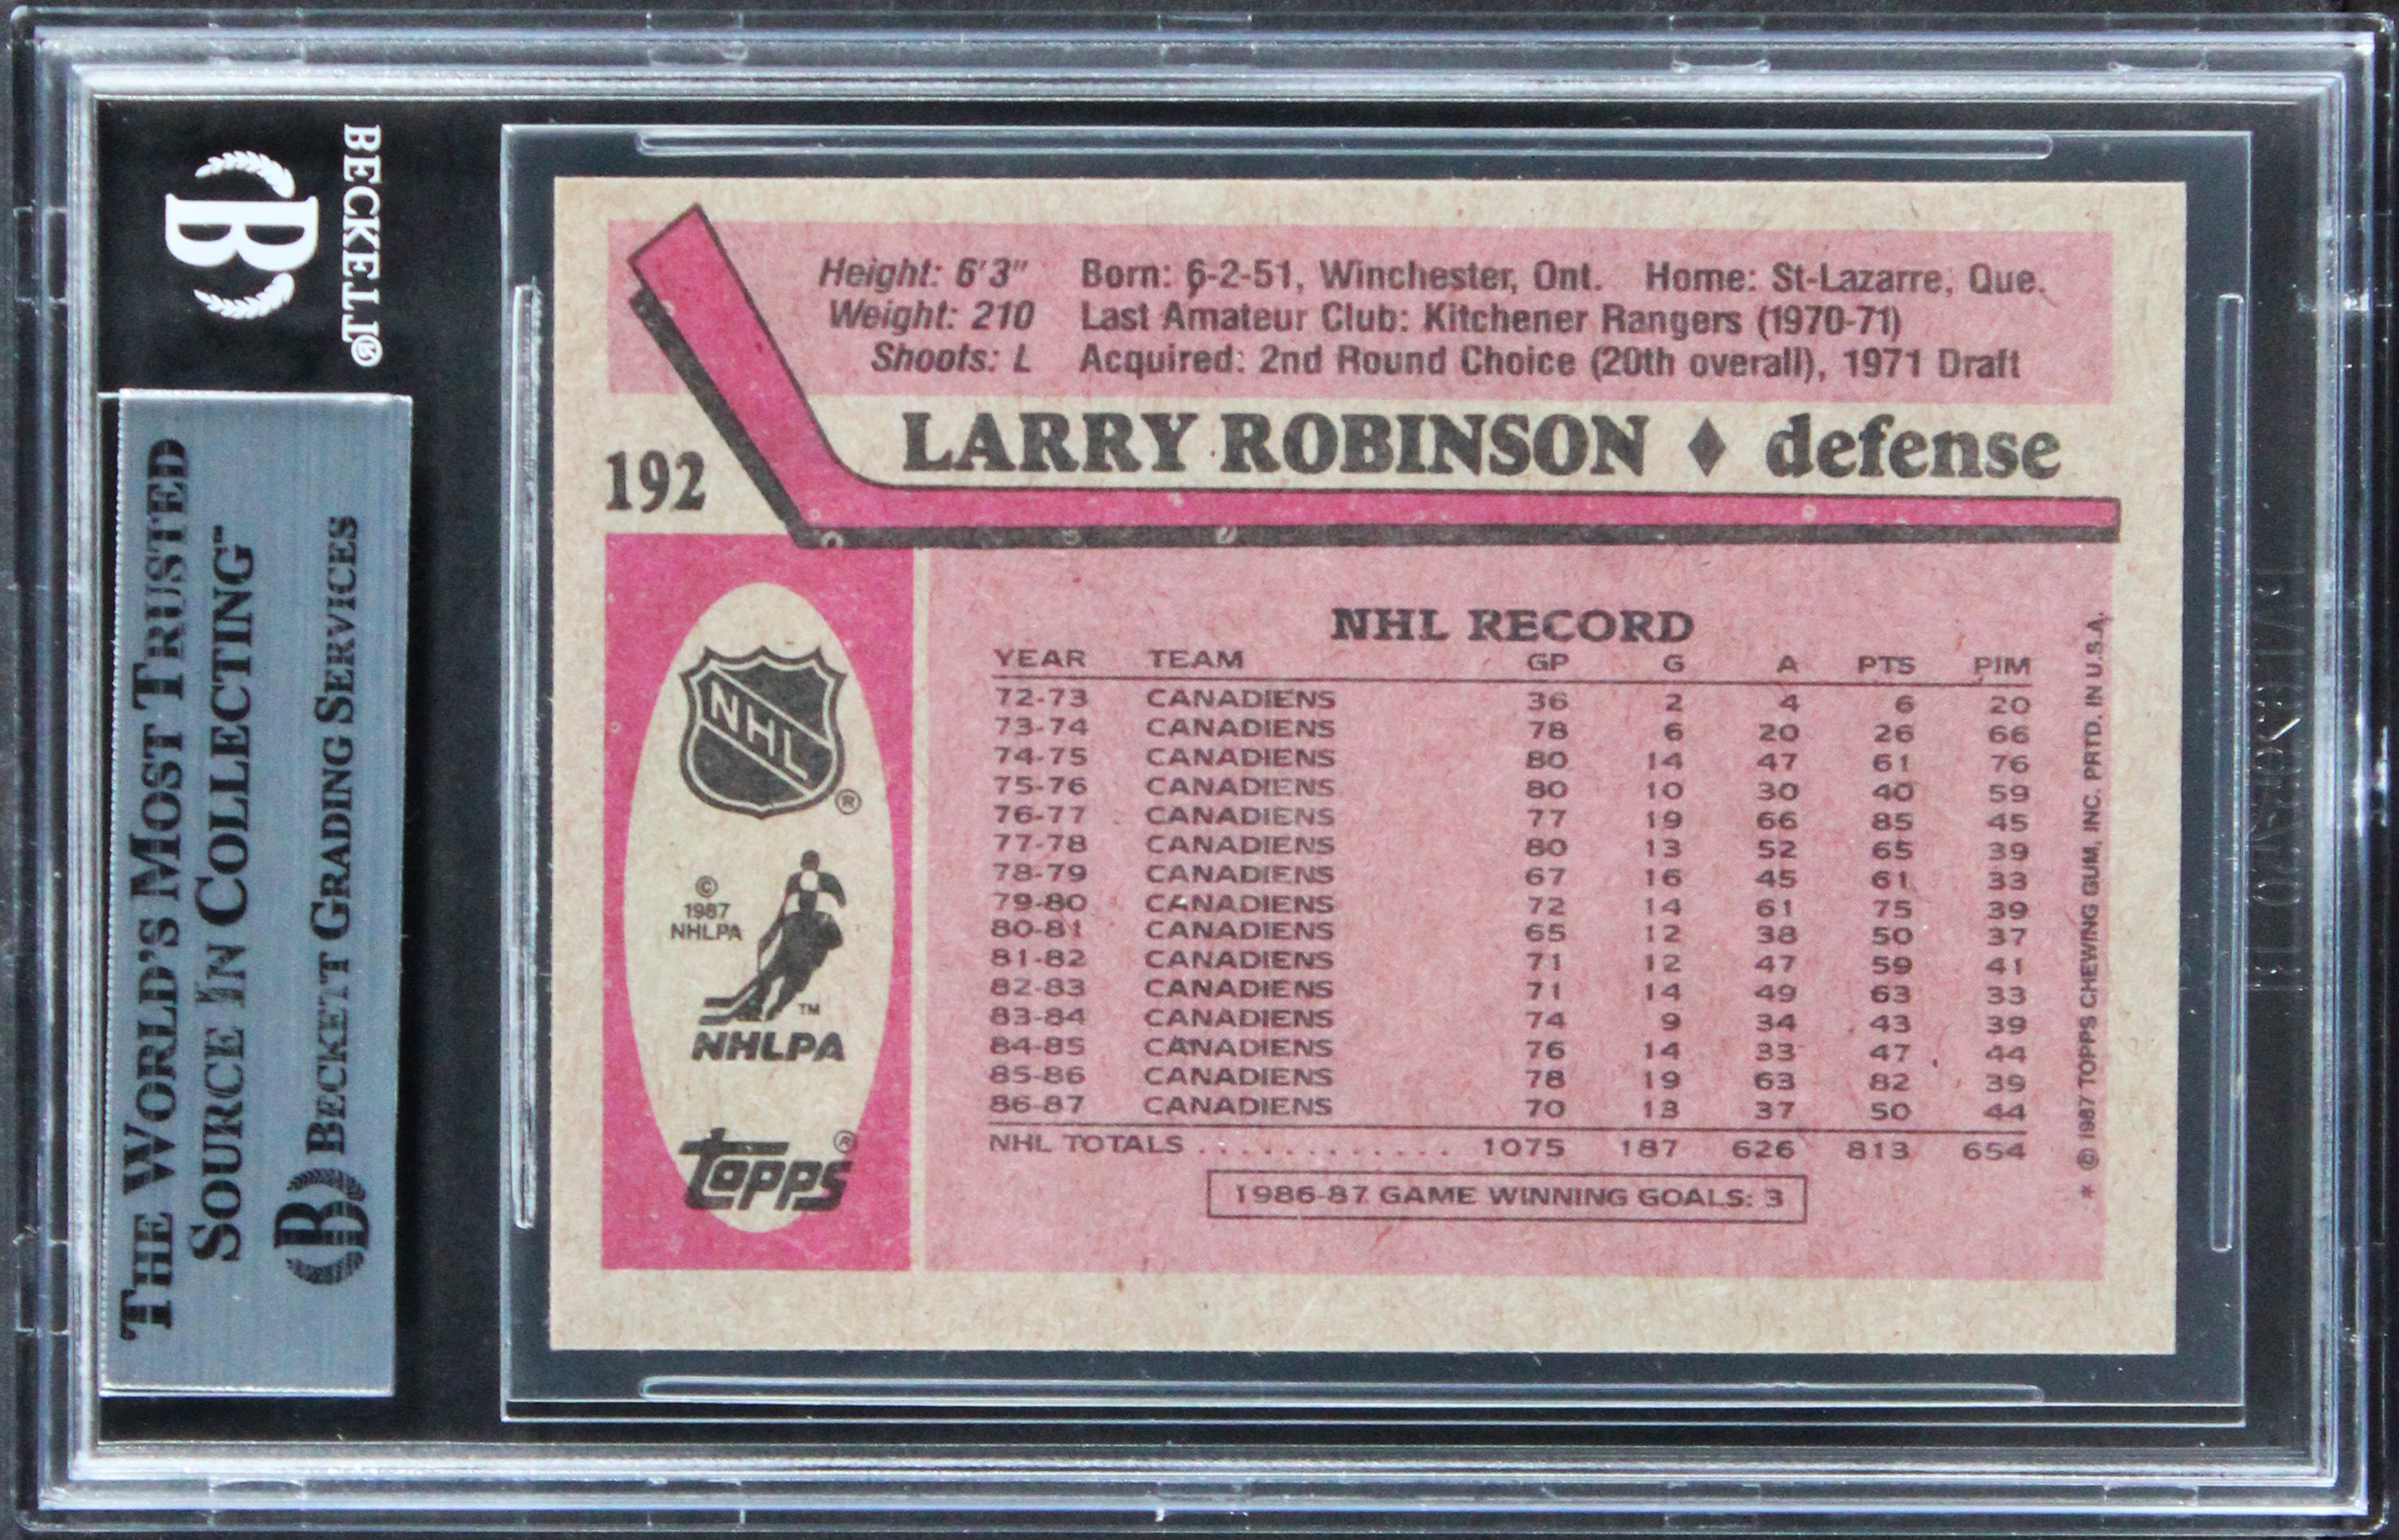 BECKETT®
B
THE WORLD'S MOST TRUSTED
SOURCE IN COLLECTING™
BECKETT GRADING SERVICES
B
Height: 6'3" Born: 6-2-51, Winchester, Ont. Home: St-Lazarre, Que.
Weight: 210 Last Amateur Club: Kitchener Rangers (1970-71)
Shoots: L Acquired: 2nd Round Choice (20th overall), 1971 Draft
192 LARRY ROBINSON ♦ defense
NHL ®
© 1987
NHLPA
TM
NHLPA
topps®
NHL RECORD
YEAR TEAM GP G A PTS PIM
72-73 CANADIENS 36 2 4 6 20
73-74 CANADIENS 78 6 20 26 66
74-75 CANADIENS 80 14 47 61 76
75-76 CANADIENS 80 10 30 40 59
76-77 CANADIENS 77 19 66 85 45
77-78 CANADIENS 80 13 52 65 39
78-79 CANADIENS 67 16 45 61 33
79-80 CANADIENS 72 14 61 75 39
80-81 CANADIENS 65 12 38 50 37
81-82 CANADIENS 71 12 47 59 41
82-83 CANADIENS 71 14 49 63 33
83-84 CANADIENS 74 9 34 43 39
84-85 CANADIENS 76 14 33 47 44
85-86 CANADIENS 78 19 63 82 39
86-87 CANADIENS 70 13 37 50 44
NHL TOTALS . . . . . . . . . . . . 1075 187 626 813 654
1986-87 GAME WINNING GOALS: 3
* © 1987 TOPPS CHEWING GUM, INC. PRTD. IN U.S.A.